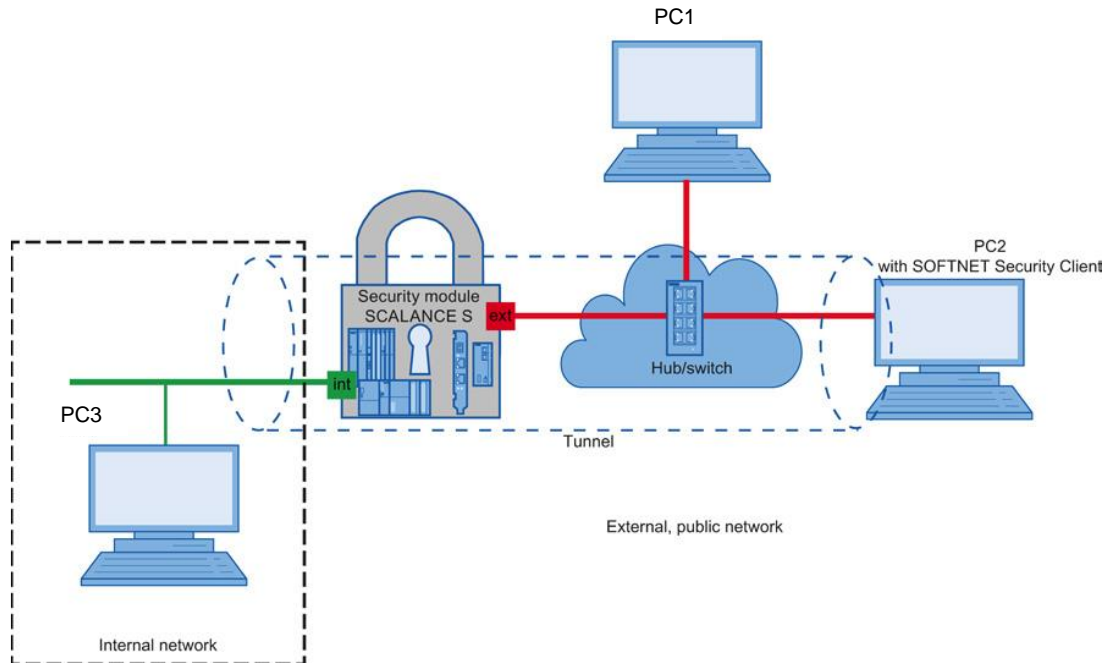 PC1
PC2
with SOFTNET Security Client
Security module
SCALANCE S
ext
Hub/switch
int
PC3
Tunnel
External, public network
Internal network